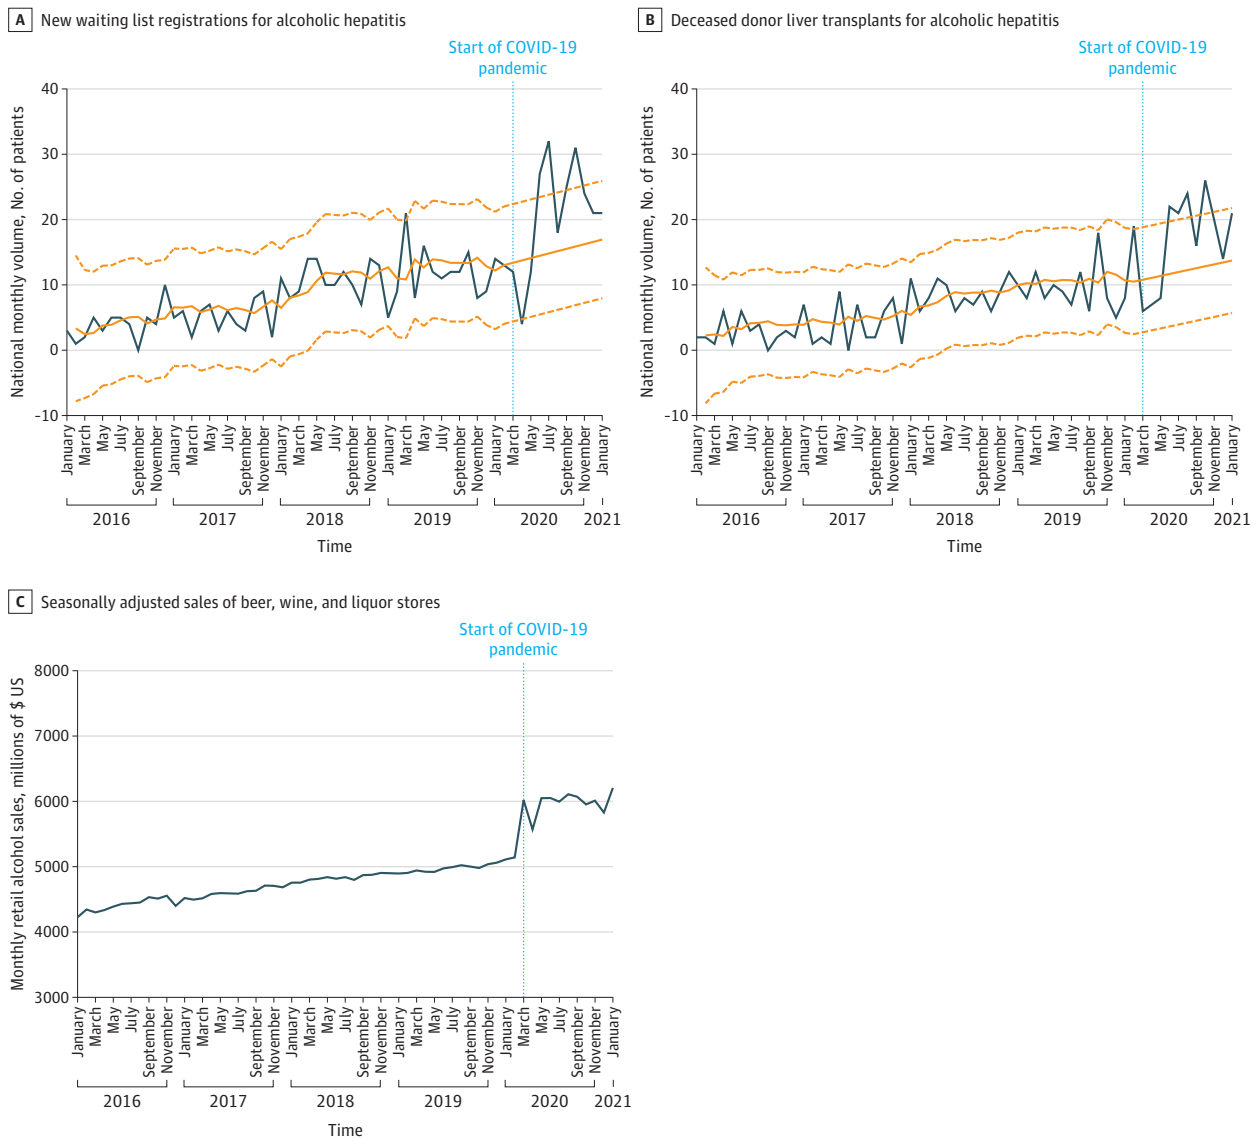 A New waiting list registrations for alcoholic hepatitis
Start of COVID-19
pandemic
National monthly volume, No. of patients
40
30
20
10
0
-10
January
March
May
July
September
November
January
March
May
July
September
November
January
March
May
July
September
November
January
March
May
July
September
November
January
March
May
July
September
November
January
2016
2017
2018
2019
2020
2021
Time
B Deceased donor liver transplants for alcoholic hepatitis
Start of COVID-19
pandemic
National monthly volume, No. of patients
40
30
20
10
0
-10
January
March
May
July
September
November
January
March
May
July
September
November
January
March
May
July
September
November
January
March
May
July
September
November
January
March
May
July
September
November
January
2016
2017
2018
2019
2020
2021
Time
C Seasonally adjusted sales of beer, wine, and liquor stores
Start of COVID-19
pandemic
Monthly retail alcohol sales, millions of $ US
8000
7000
6000
5000
4000
3000
January
March
May
July
September
November
January
March
May
July
September
November
January
March
May
July
September
November
January
March
May
July
September
November
January
March
May
July
September
November
January
2016
2017
2018
2019
2020
2021
Time